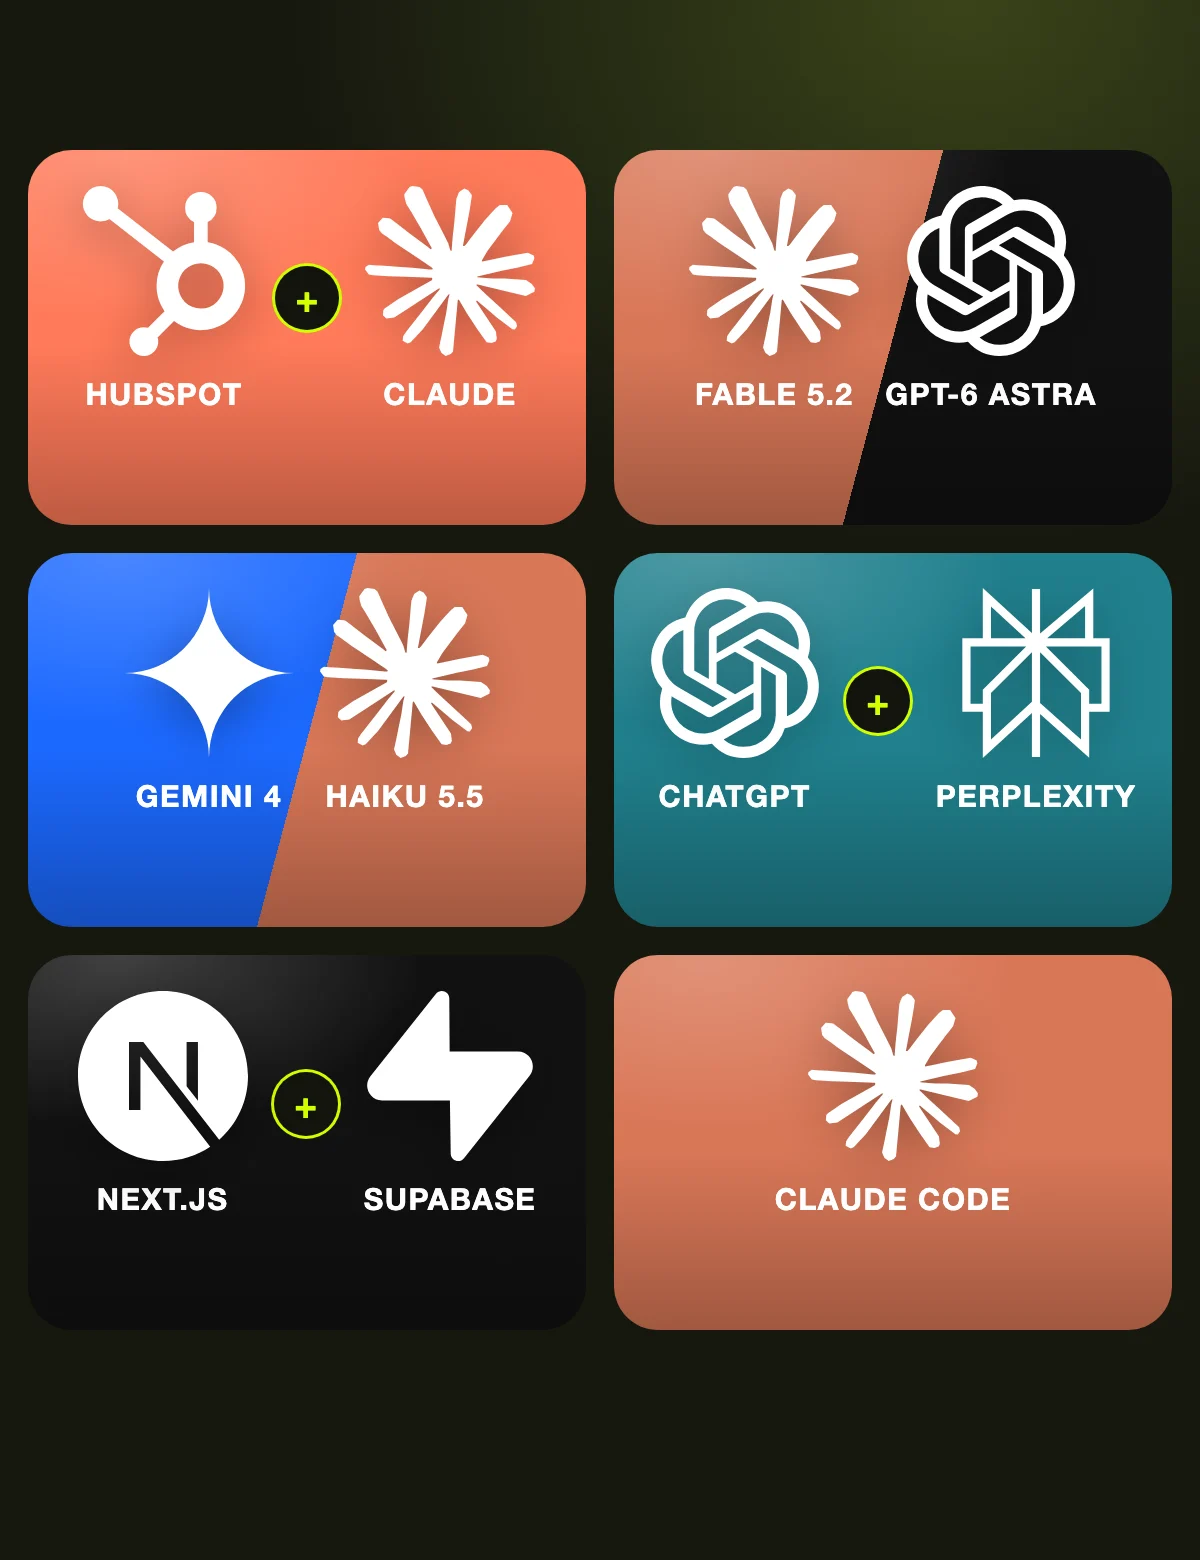 HUBSPOT
+
CLAUDE
FABLE 5.2
GPT-6 ASTRA
GEMINI 4
HAIKU 5.5
CHATGPT
+
PERPLEXITY
N
NEXT.JS
+
SUPABASE
CLAUDE CODE